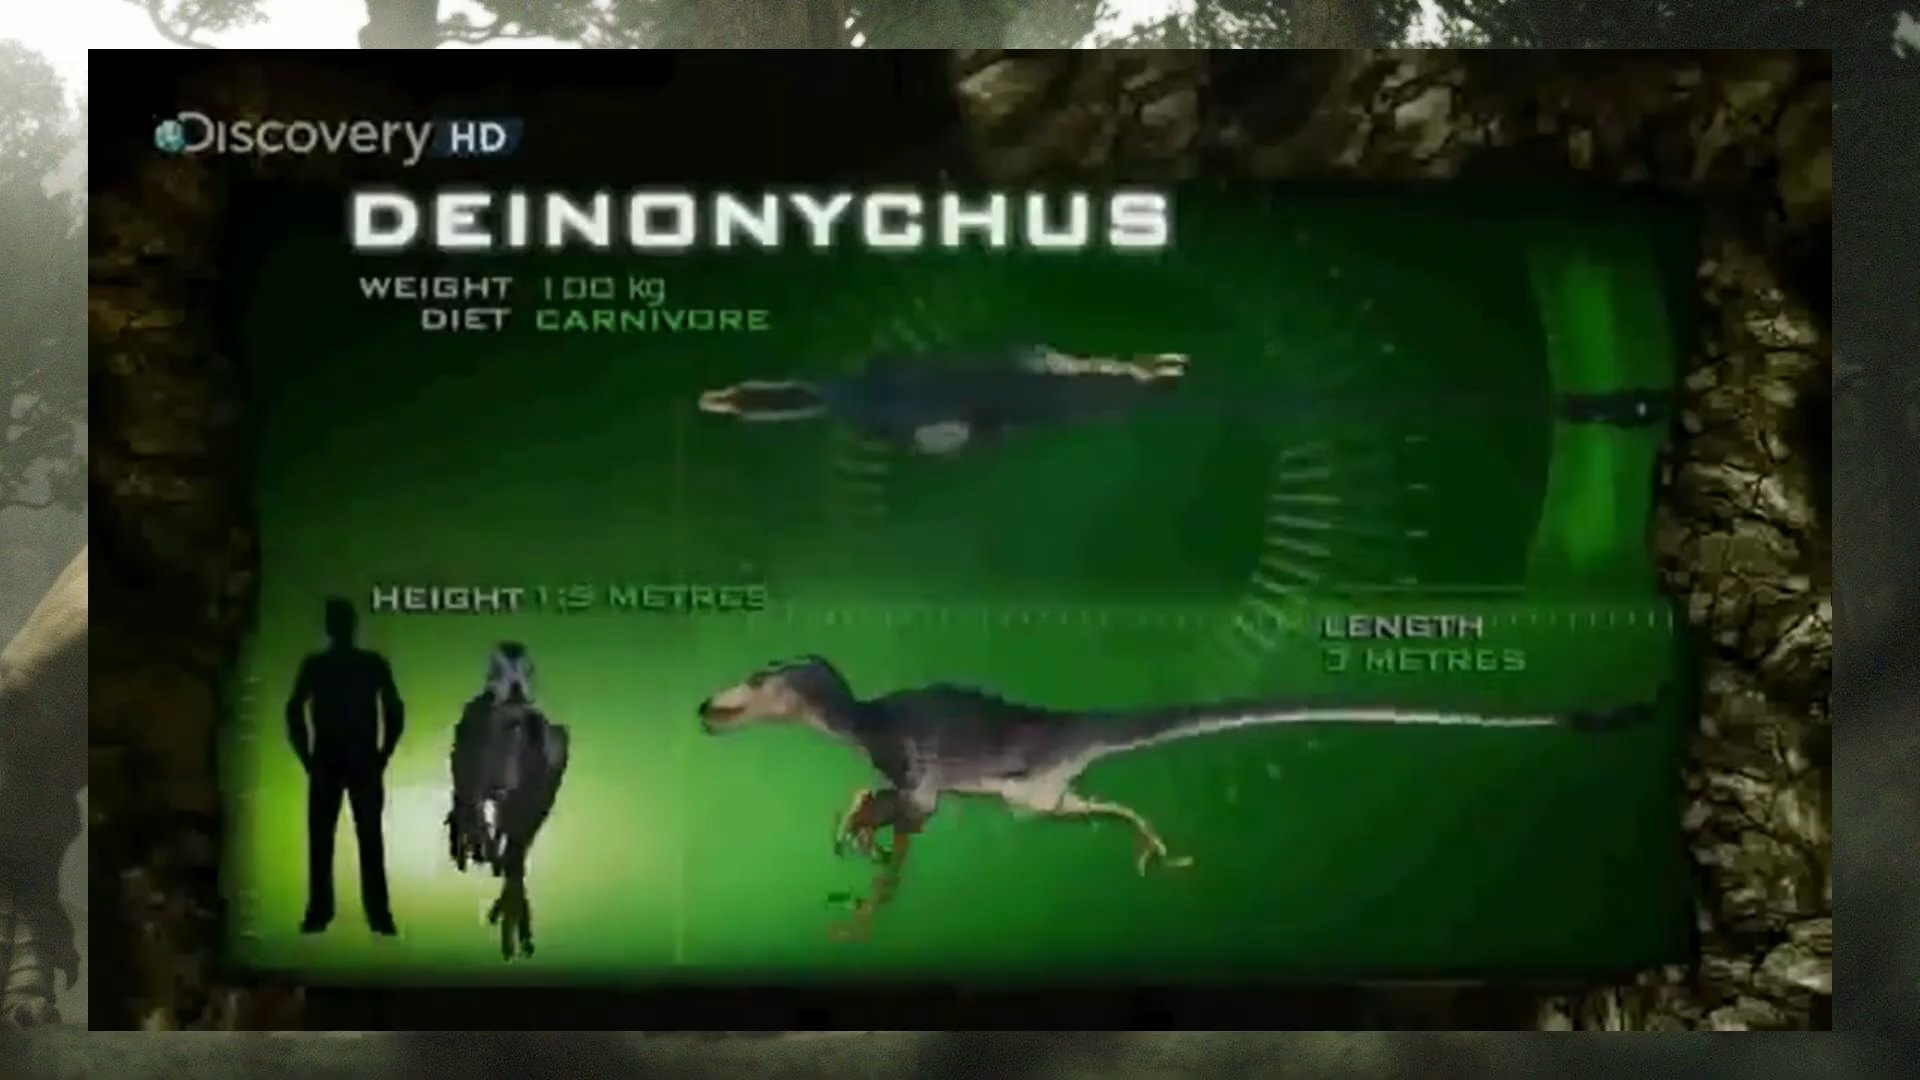 Discovery HD
DEINONYCHUS
WEIGHT 100 kg
DIET CARNIVORE
HEIGHT 1.5 METRES
LENGTH
3 METRES